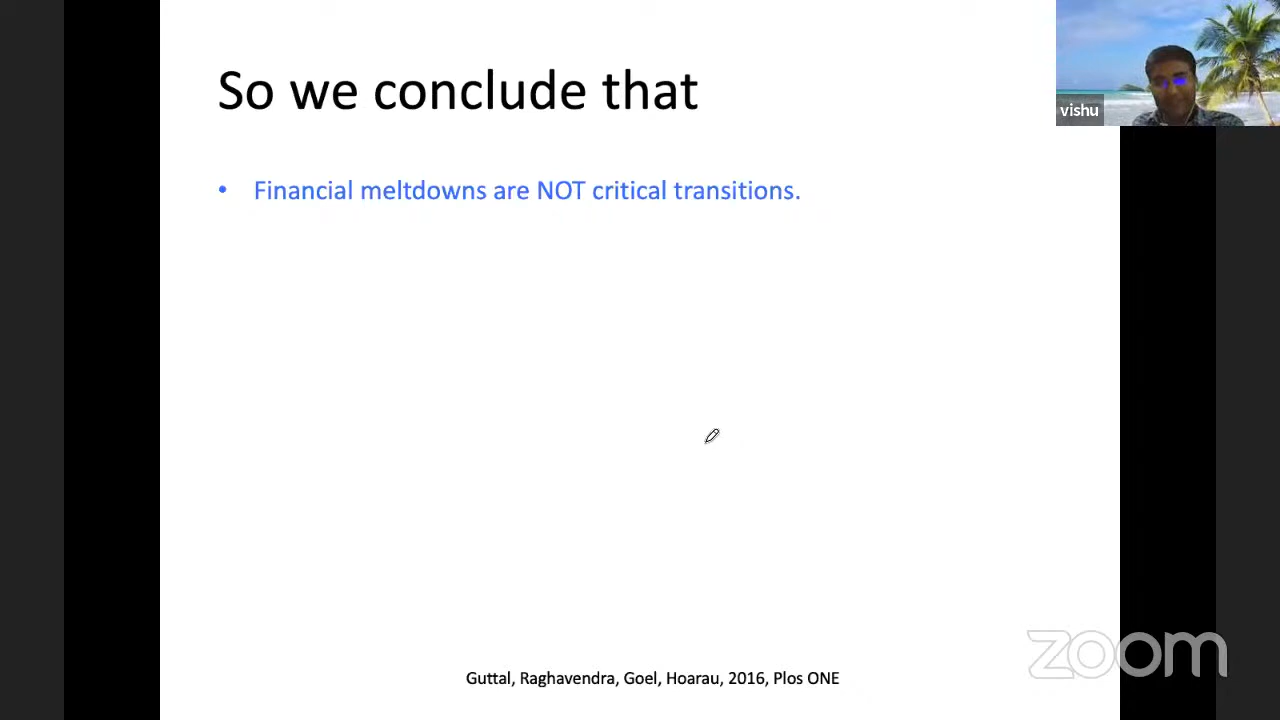 So we conclude that
vishu
• Financial meltdowns are NOT critical transitions.
zoom
Guttal, Raghavendra, Goel, Hoarau, 2016, Plos ONE